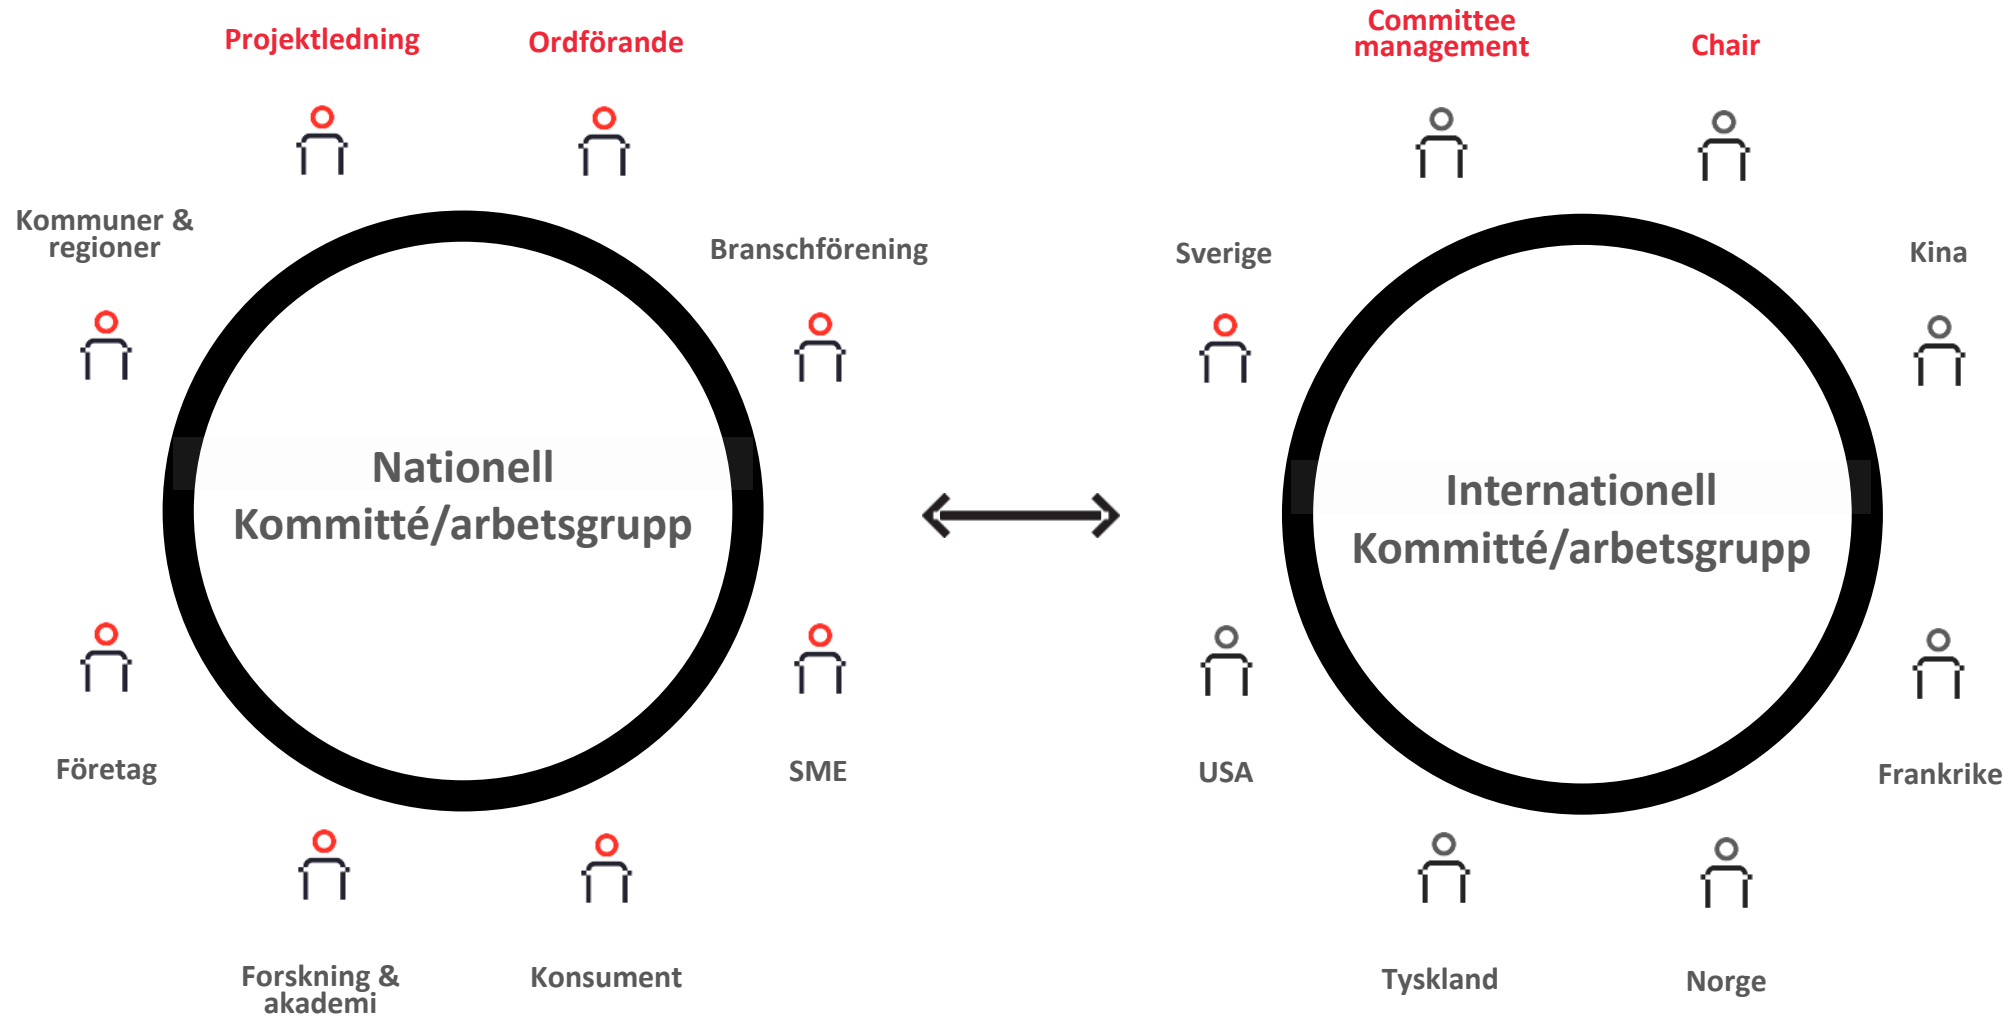 Projektledning
Ordförande
Kommuner &
regioner
Branschförening
Nationell
Kommitté/arbetsgrupp
Företag
SME
Forskning &
akademi
Konsument
Committee
management
Chair
Sverige
Kina
Internationell
Kommitté/arbetsgrupp
USA
Frankrike
Tyskland
Norge